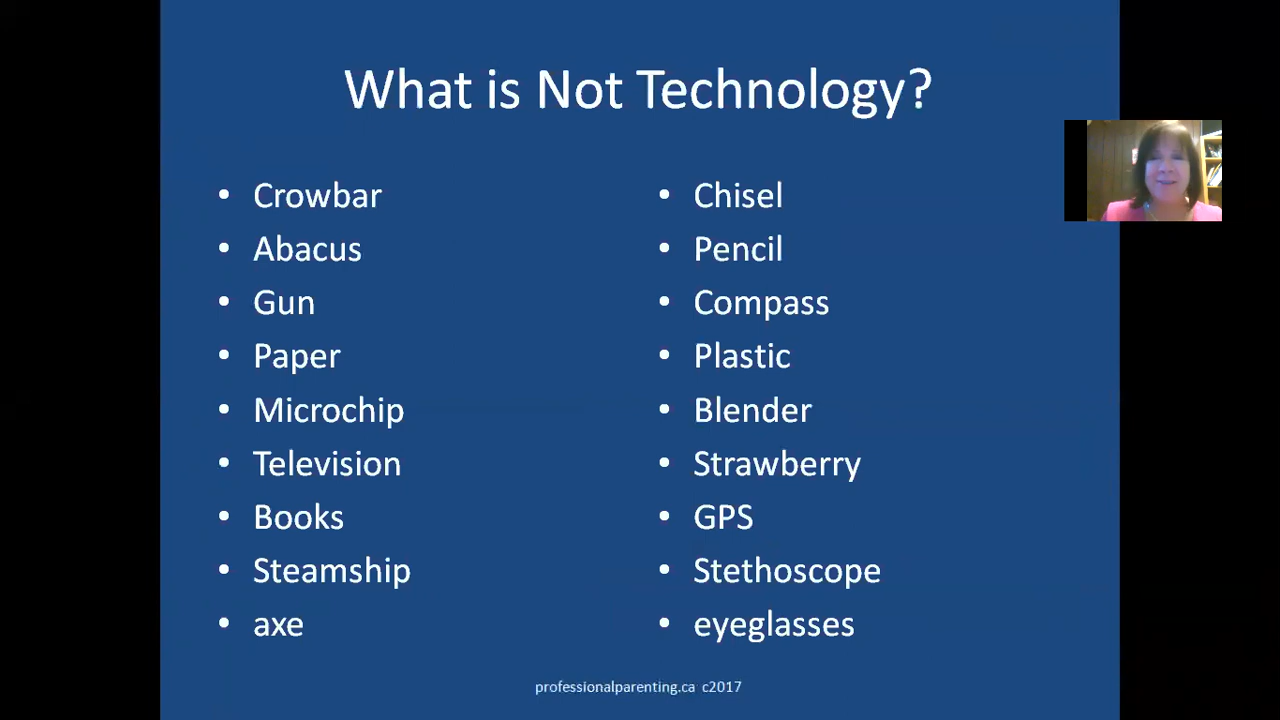 What is Not Technology?
• Crowbar
• Abacus
• Gun
• Paper
• Microchip
• Television
• Books
• Steamship
• axe
• Chisel
• Pencil
• Compass
• Plastic
• Blender
• Strawberry
• GPS
• Stethoscope
• eyeglasses
professionalparenting.ca c2017